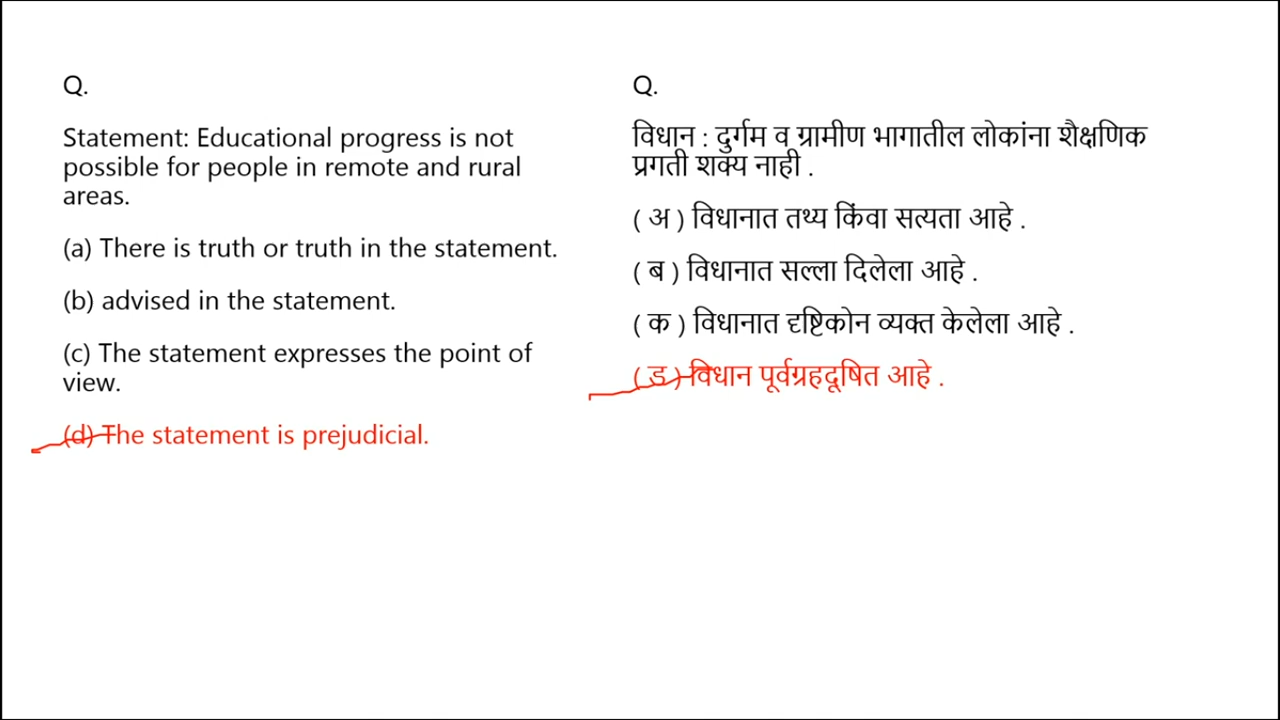 Q.
Statement: Educational progress is not
possible for people in remote and rural
areas.
(a) There is truth or truth in the statement.
(b) advised in the statement.
(c) The statement expresses the point of
view.
(d) The statement is prejudicial.
Q.
विधान : दुर्गम व ग्रामीण भागातील लोकांना शैक्षणिक
प्रगती शक्य नाही .
( अ ) विधानात तथ्य किंवा सत्यता आहे .
( ब ) विधानात सल्ला दिलेला आहे .
( क ) विधानात दृष्टिकोन व्यक्त केलेला आहे .
( ड ) विधान पूर्वग्रहदूषित आहे .